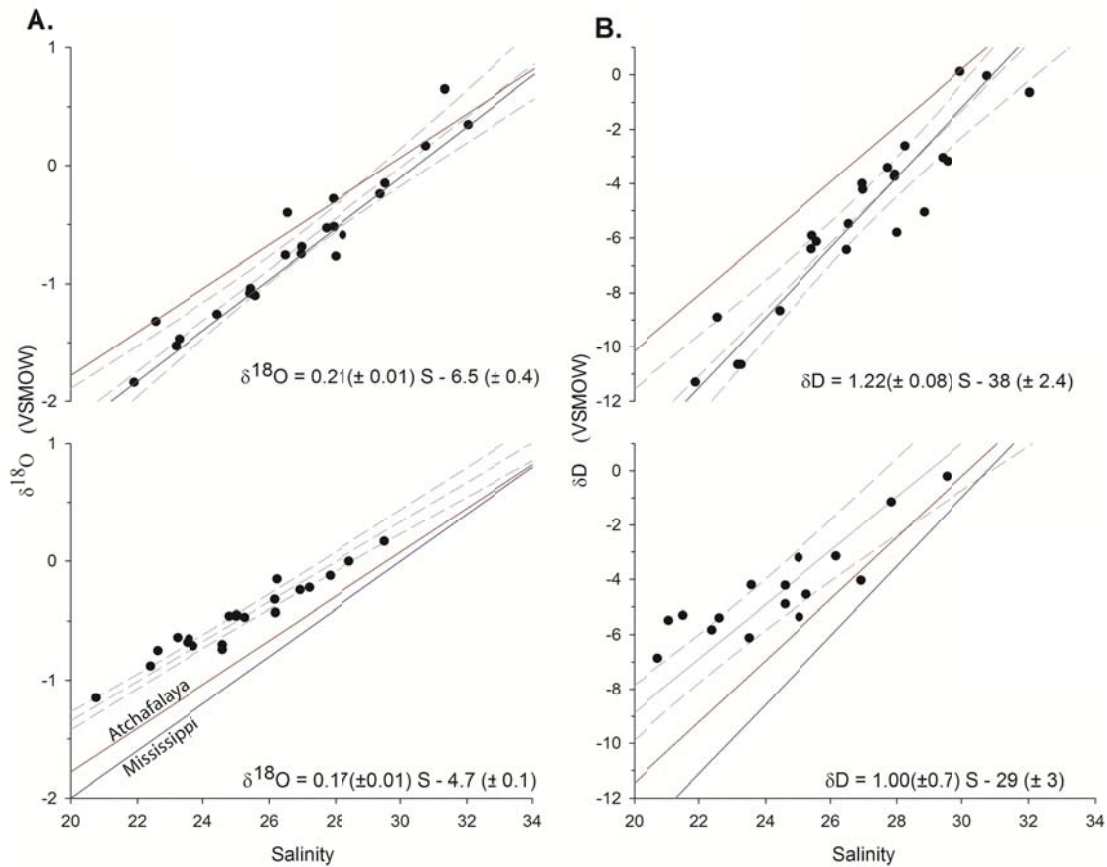 A.
B.
1
0
-1
-2
δ18O (VSMOW)
δ18O = 0.21(± 0.01) S - 6.5 (± 0.4)
0
-2
-4
-6
-8
-10
-12
δD (VSMOW)
δD = 1.22(± 0.08) S - 38 (± 2.4)
1
0
-1
-2
Atchafalaya
Mississippi
δ18O = 0.17(±0.01) S - 4.7 (± 0.1)
20 22 24 26 28 30 32 34
Salinity
0
-2
-4
-6
-8
-10
-12
δD = 1.00(±0.7) S - 29 (± 3)
20 22 24 26 28 30 32 34
Salinity